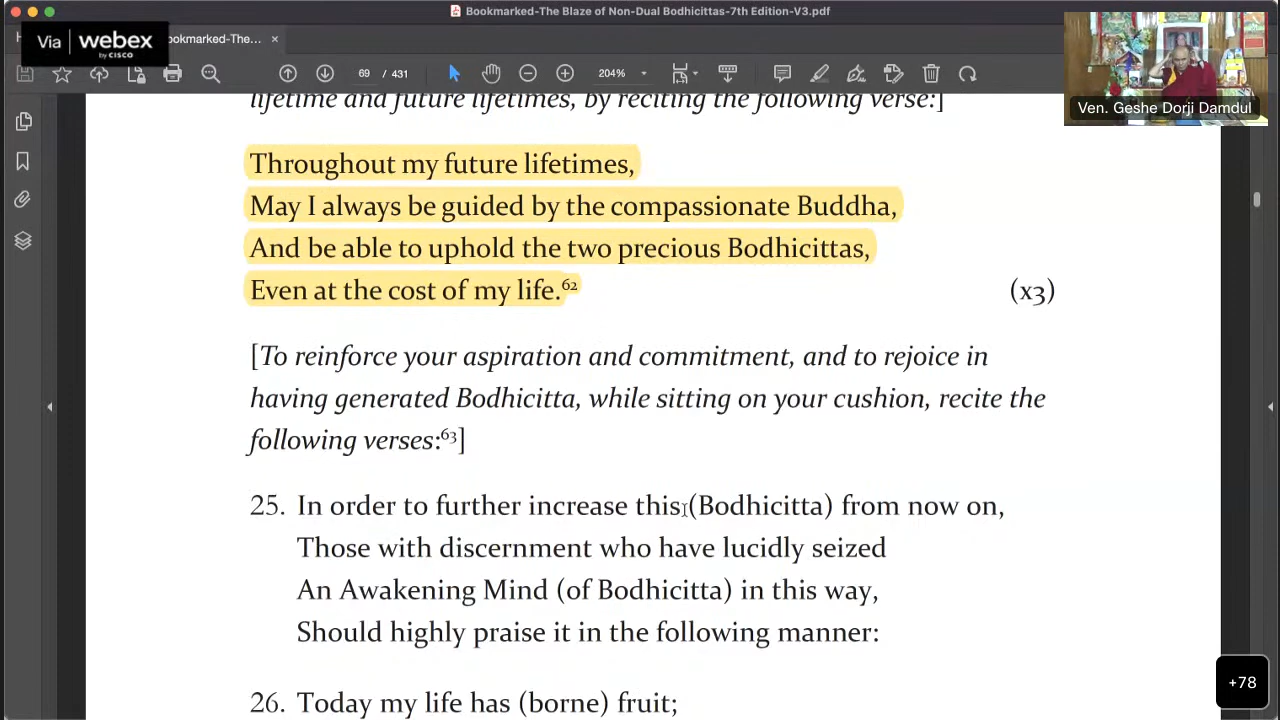 Bookmarked-The Blaze of Non-Dual Bodhicittas-7th Edition-V3.pdf
Via webex
by CISCO
ookmarked-The...
69 / 431
204%
Ven. Geshe Dorji Damdul
lifetime and future lifetimes, by reciting the following verse:]
Throughout my future lifetimes,
May I always be guided by the compassionate Buddha,
And be able to uphold the two precious Bodhicittas,
Even at the cost of my life.62 (x3)
[To reinforce your aspiration and commitment, and to rejoice in
having generated Bodhicitta, while sitting on your cushion, recite the
following verses:63]
25. In order to further increase this (Bodhicitta) from now on,
Those with discernment who have lucidly seized
An Awakening Mind (of Bodhicitta) in this way,
Should highly praise it in the following manner:
26. Today my life has (borne) fruit;
+78